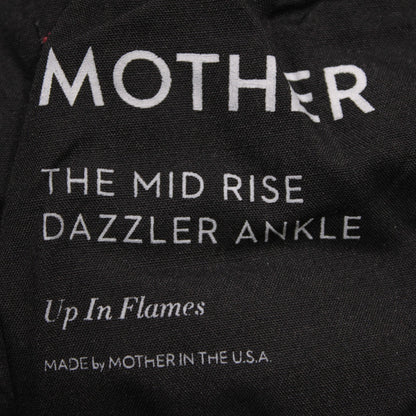 MOTHER
THE MID RISE
DAZZLER ANKLE
Up In Flames
MADE by MOTHER IN THE U.S.A.